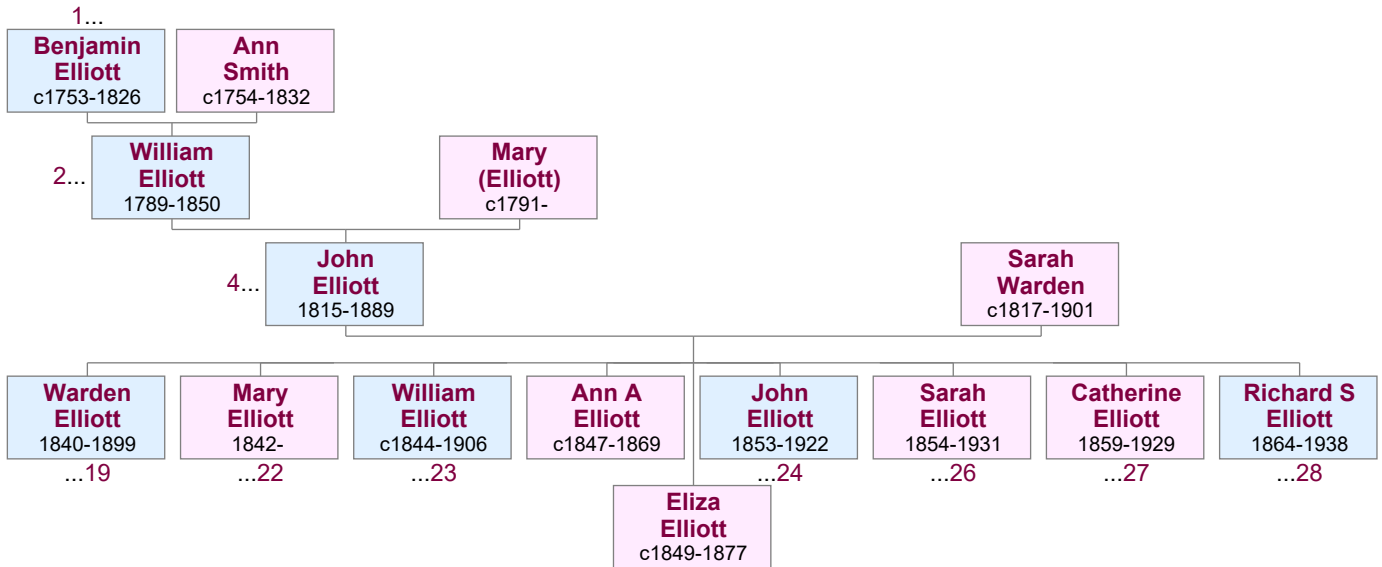 1...
Benjamin
Elliott
c1753-1826
Ann
Smith
c1754-1832
2...
William
Elliott
1789-1850
Mary
(Elliott)
c1791-
4...
John
Elliott
1815-1889
Sarah
Warden
c1817-1901
Warden
Elliott
1840-1899
...19
Mary
Elliott
1842-
...22
William
Elliott
c1844-1906
...23
Ann A
Elliott
c1847-1869
John
Elliott
1853-1922
...24
Sarah
Elliott
1854-1931
...26
Catherine
Elliott
1859-1929
...27
Richard S
Elliott
1864-1938
...28
Eliza
Elliott
c1849-1877